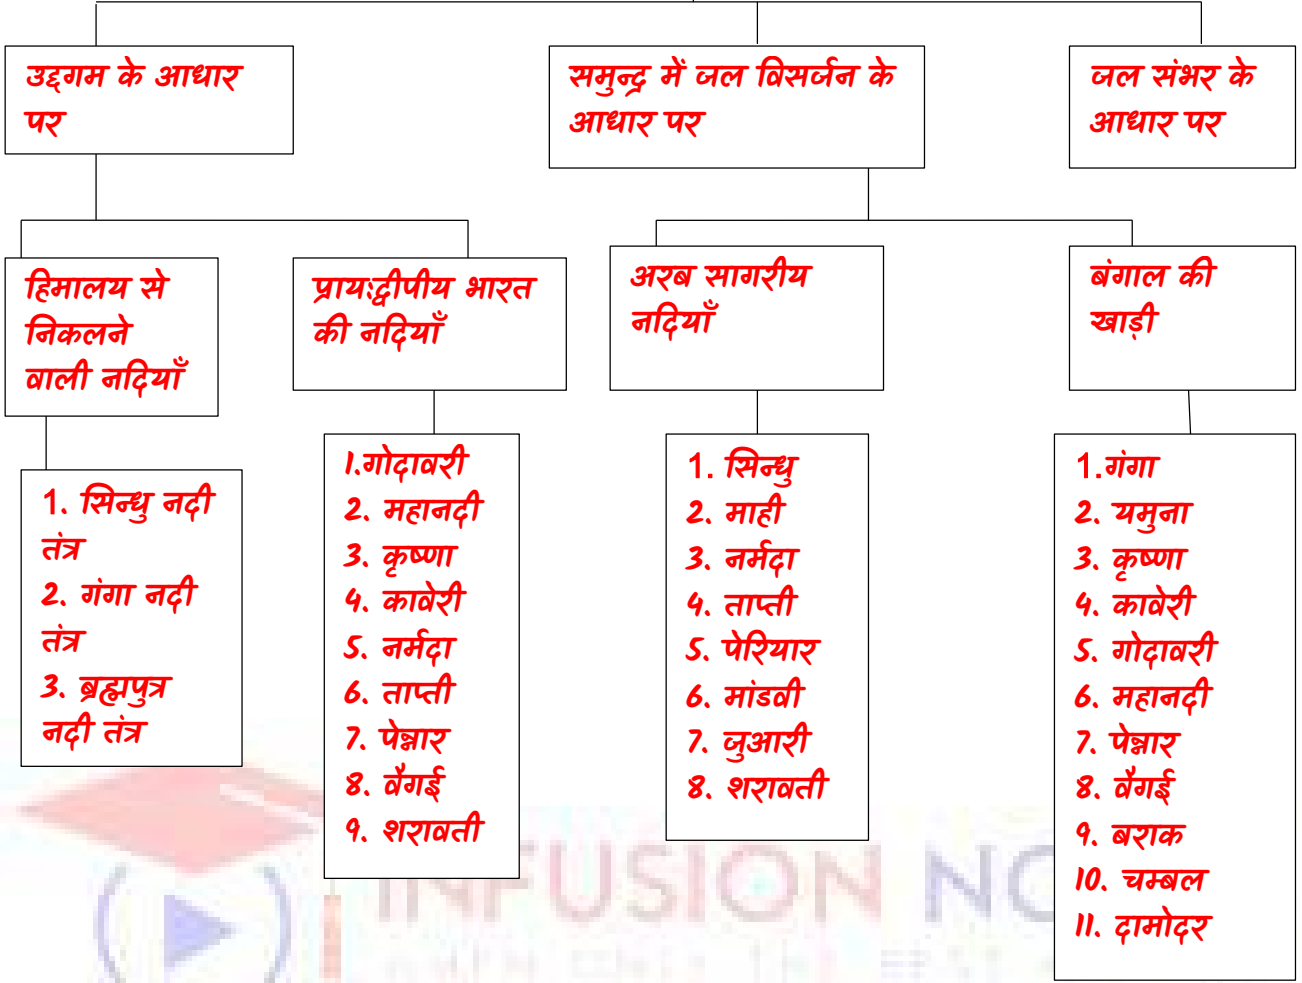 उद्दगम के आधार
पर
समुन्द्र में जल विसर्जन के
आधार पर
जल संभर के
आधार पर
हिमालय से
निकलने
वाली नदियाँ
प्रायःद्वीपीय भारत
की नदियाँ
अरब सागरीय
नदियाँ
बंगाल की
खाड़ी
1. सिन्धु नदी
तंत्र
2. गंगा नदी
तंत्र
3. ब्रह्मपुत्र
नदी तंत्र
1.गोदावरी
2. महानदी
3. कृष्णा
4. कावेरी
5. नर्मदा
6. ताप्ती
7. पेन्नार
8. वैगई
9. शरावती
1. सिन्धु
2. माही
3. नर्मदा
4. ताप्ती
5. पेरियार
6. मांडवी
7. जुआरी
8. शरावती
1.गंगा
2. यमुना
3. कृष्णा
4. कावेरी
5. गोदावरी
6. महानदी
7. पेन्नार
8. वैगई
9. बराक
10. चम्बल
11. दामोदर
INFUSION NO